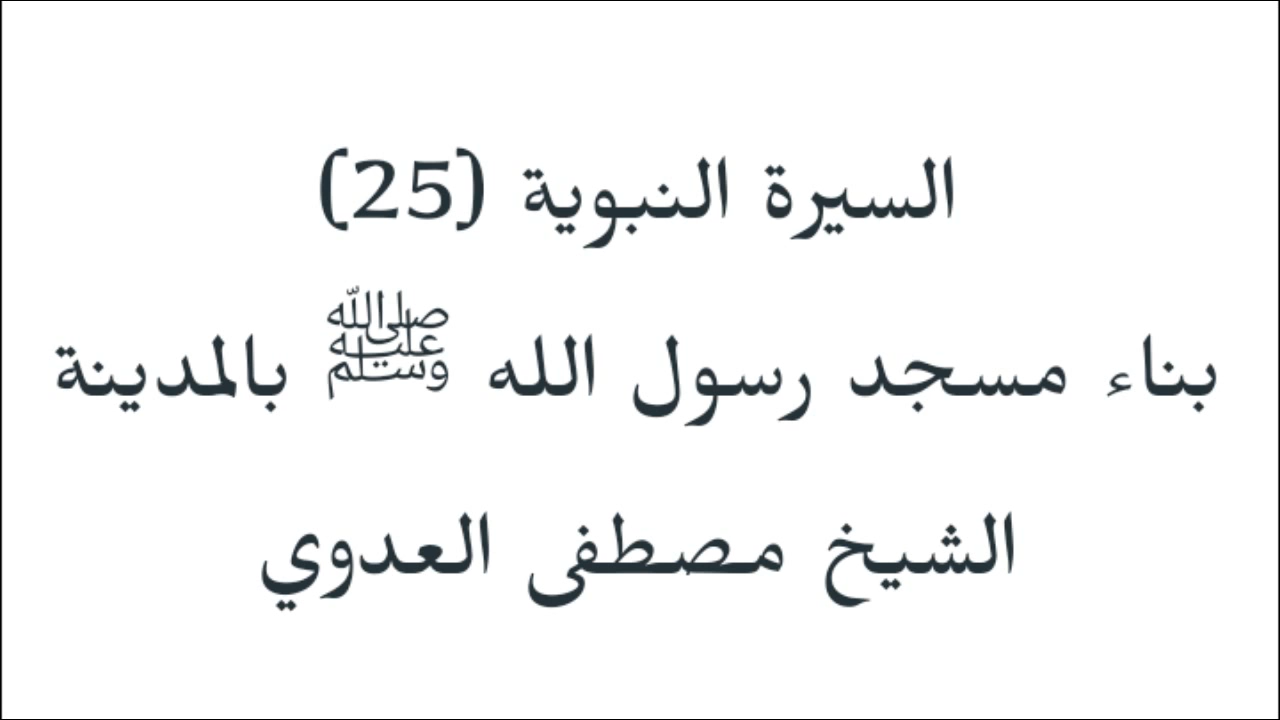 السيرة النبوية (25)
بناء مسجد رسول الله ﷺ بالمدينة
الشيخ مصطفى العدوي